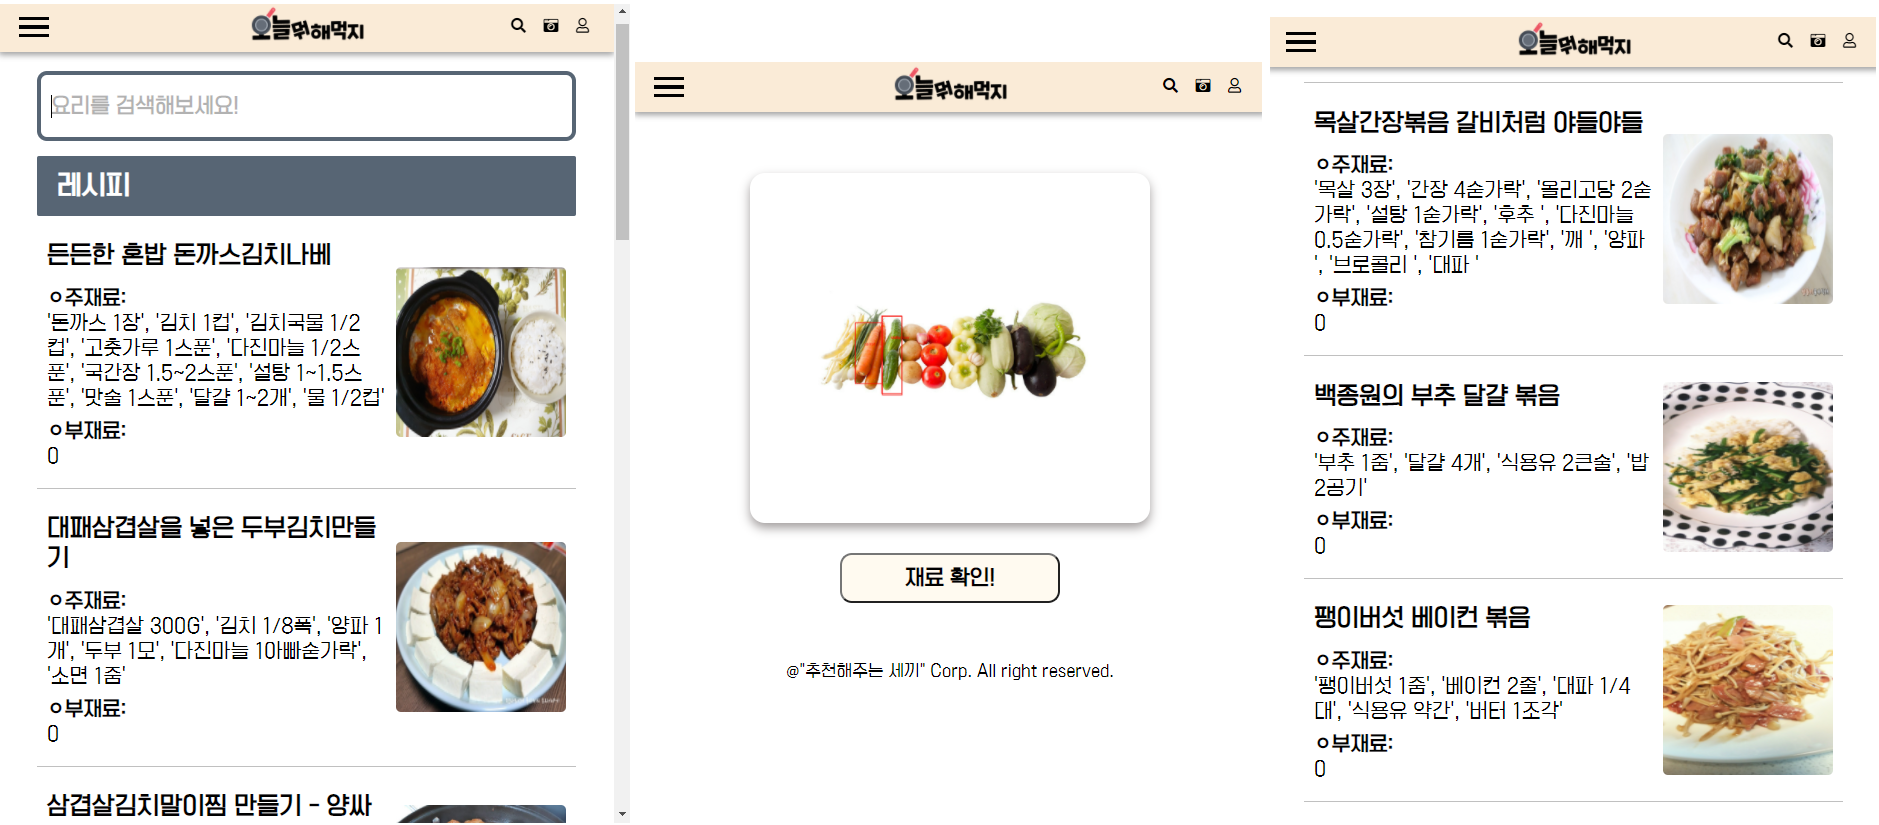 오늘뭐해먹지
요리를 검색해보세요!
레시피
든든한 혼밥 돈까스김치나베
ㅇ주재료:
'돈까스 1장', '김치 1컵', '김치국물 1/2
컵', '고춧가루 1스푼', '다진마늘 1/2스
푼', '국간장 1.5~2스푼', '설탕 1~1.5스
푼', '맛술 1스푼', '달걀 1~2개', '물 1/2컵'
ㅇ부재료:
0
대패삼겹살을 넣은 두부김치만들
기
ㅇ주재료:
'대패삼겹살 300G', '김치 1/8폭', '양파 1
개', '두부 1모', '다진마늘 1아빠숟가락',
'소면 1줌'
ㅇ부재료:
0
삼겹살김치말이찜 만들기 - 양싸
오늘뭐해먹지
재료 확인!
@"추천해주는 세끼" Corp. All right reserved.
오늘뭐해먹지
목살간장볶음 갈비처럼 야들야들
ㅇ주재료:
'목살 3장', '간장 4숟가락', '올리고당 2숟
가락', '설탕 1숟가락', '후추 ', '다진마늘
0.5숟가락', '참기름 1숟가락', '깨 ', '양파
', '브로콜리 ', '대파 '
ㅇ부재료:
0
백종원의 부추 달걀 볶음
ㅇ주재료:
'부추 1줌', '달걀 4개', '식용유 2큰술', '밥
2공기'
ㅇ부재료:
0
팽이버섯 베이컨 볶음
ㅇ주재료:
'팽이버섯 1줌', '베이컨 2줄', '대파 1/4
대', '식용유 약간', '버터 1조각'
ㅇ부재료:
0